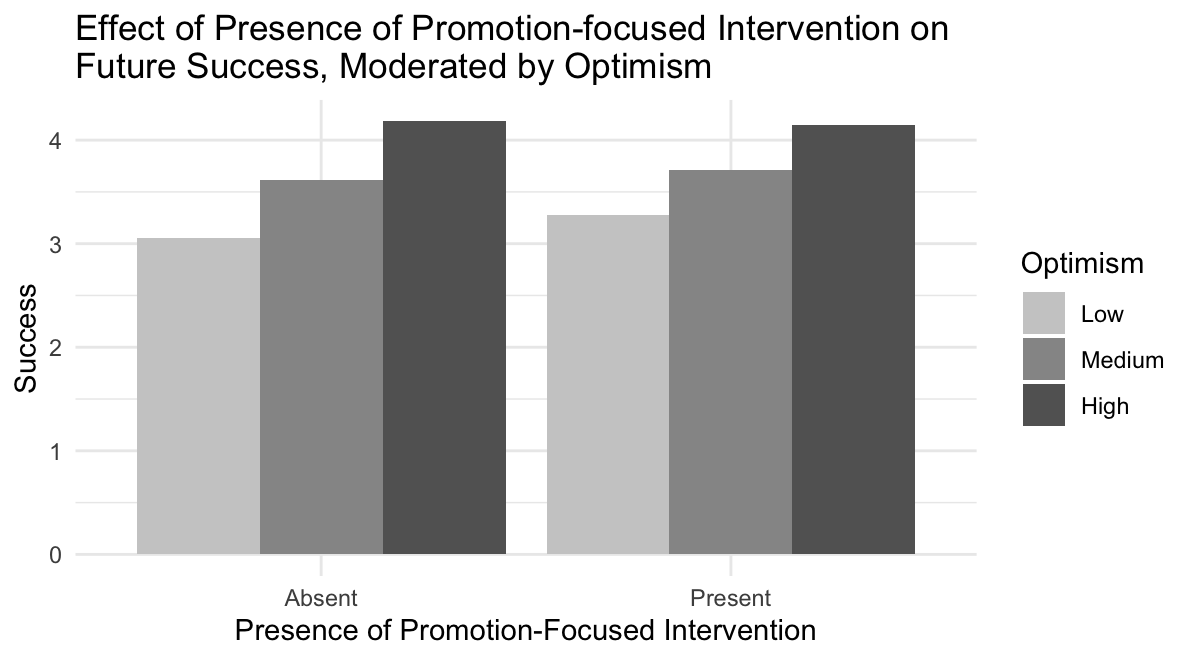 Effect of Presence of Promotion-focused Intervention on
Future Success, Moderated by Optimism
Success
4
3
2
1
0
Absent
Present
Presence of Promotion-Focused Intervention
Optimism
Low
Medium
High